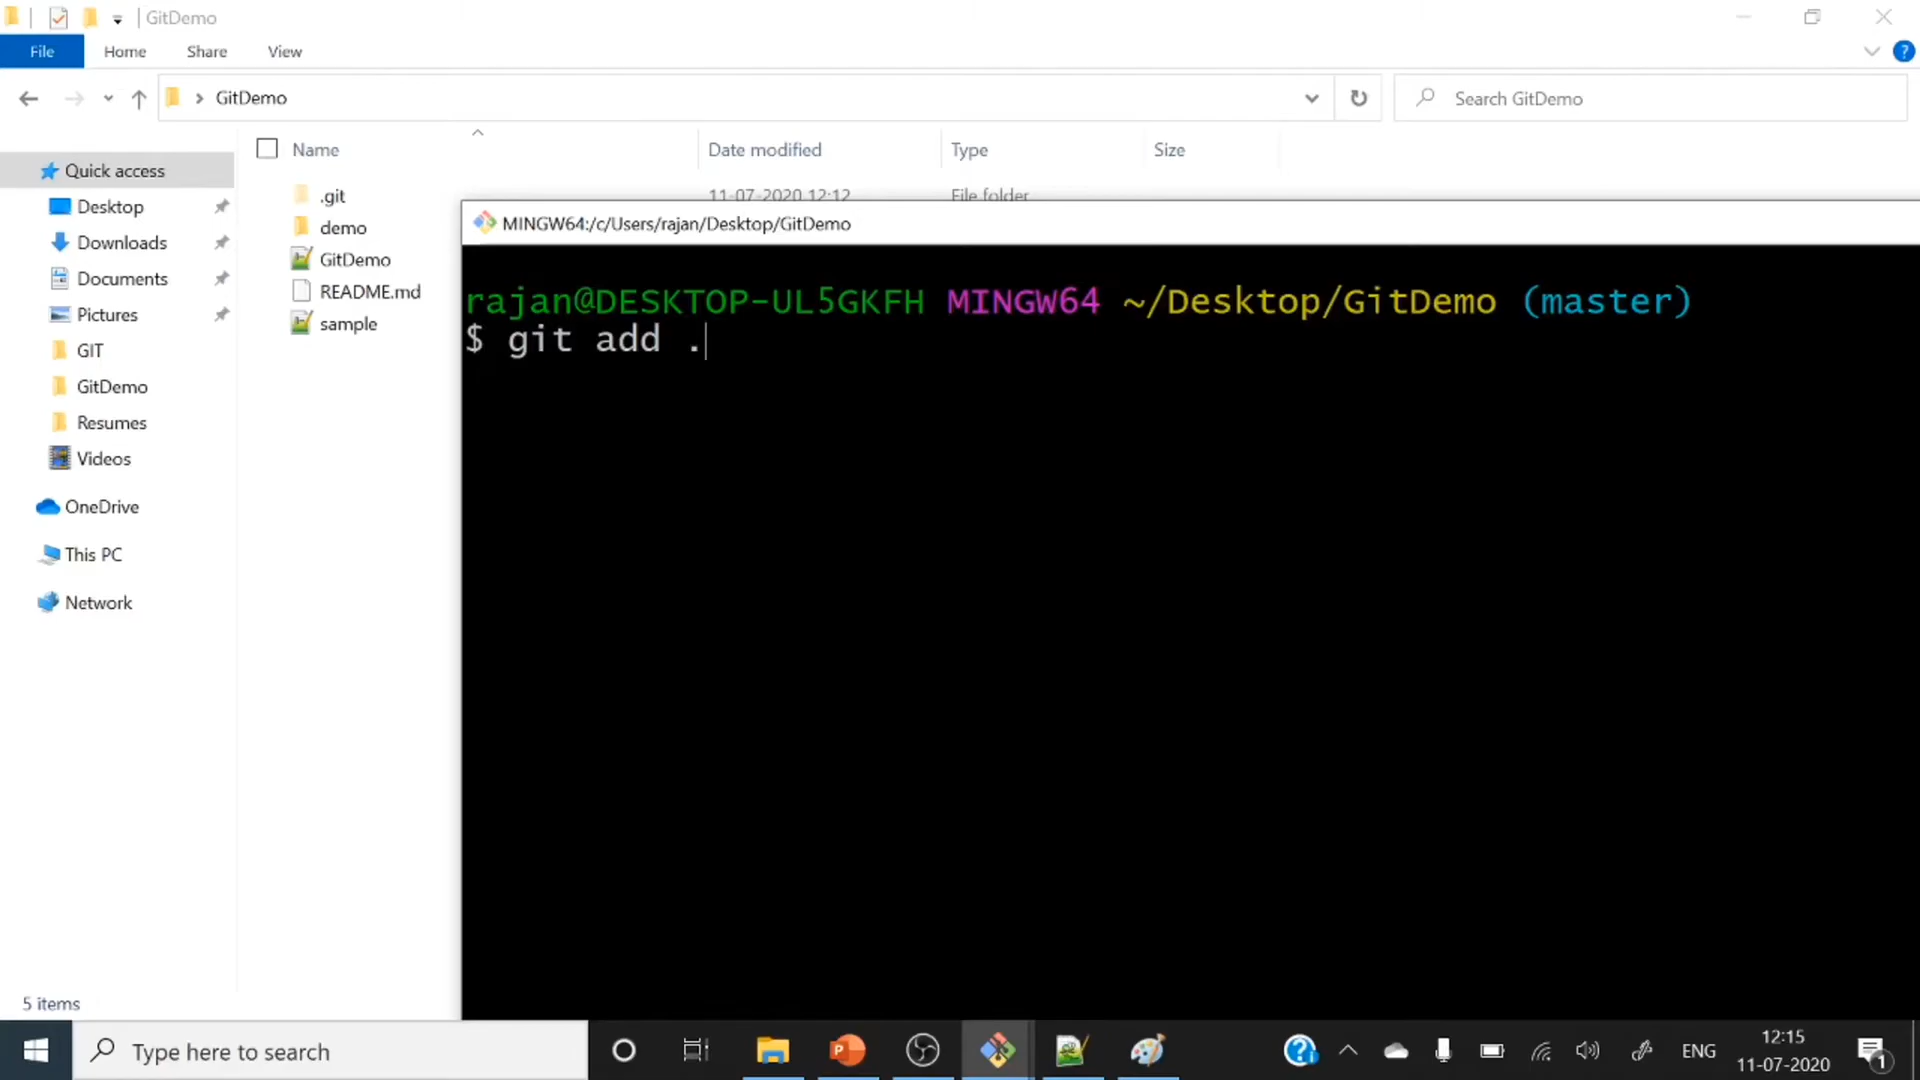 GitDemo
File Home Share View
GitDemo
Search GitDemo
Name Date modified Type Size
Quick access
Desktop
Downloads
Documents
Pictures
GIT
GitDemo
Resumes
Videos
OneDrive
This PC
Network
.git 11-07-2020 12:12 File folder
demo
GitDemo
README.md
sample
MINGW64:/c/Users/rajan/Desktop/GitDemo
rajan@DESKTOP-UL5GKFH MINGW64 ~/Desktop/GitDemo (master)
$ git add .
5 items
Type here to search
ENG
12:15
11-07-2020
1